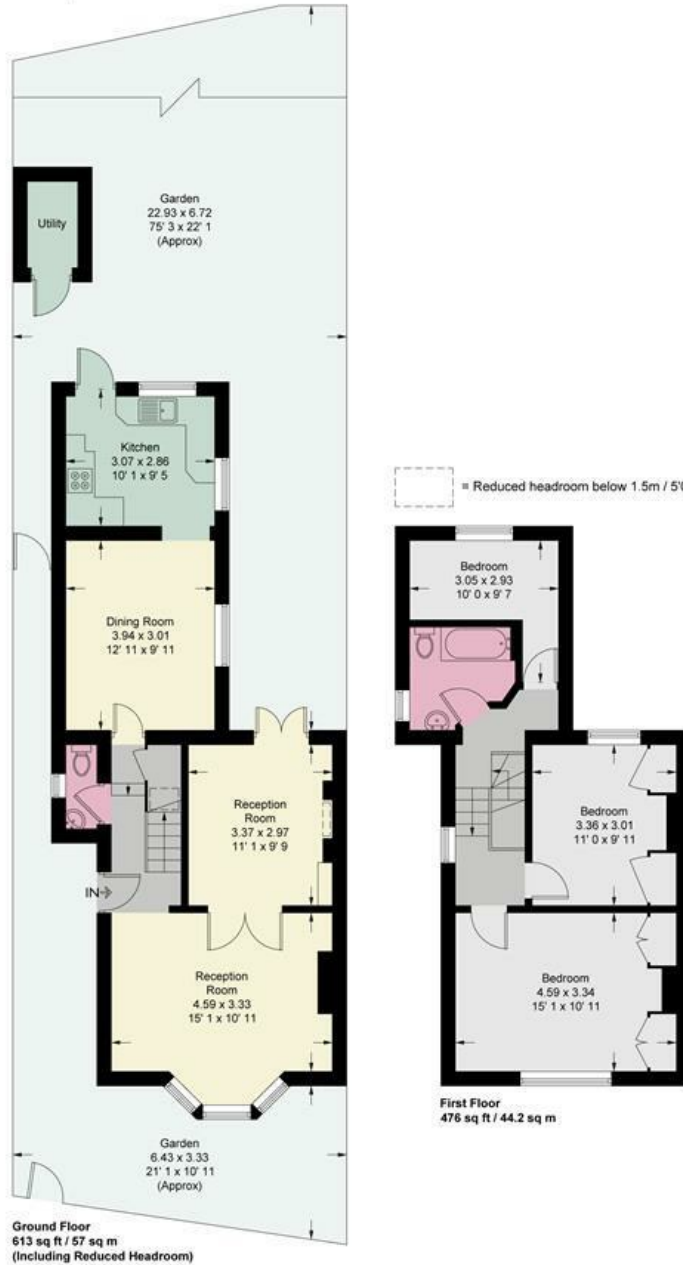 Garden
22.93 x 6.72
75' 3 x 22' 1
(Approx)
Utility
Kitchen
3.07 x 2.86
10' 1 x 9' 5
= Reduced headroom below 1.5m / 5'0
Dining Room
3.94 x 3.01
12' 11 x 9' 11
Bedroom
3.05 x 2.93
10' 0 x 9' 7
Reception
Room
3.37 x 2.97
11' 1 x 9' 9
Bedroom
3.36 x 3.01
11' 0 x 9' 11
IN
Reception
Room
4.59 x 3.33
15' 1 x 10' 11
Bedroom
4.59 x 3.34
15' 1 x 10' 11
First Floor
476 sq ft / 44.2 sq m
Garden
6.43 x 3.33
21' 1 x 10' 11
(Approx)
Ground Floor
613 sq ft / 57 sq m
(Including Reduced Headroom)